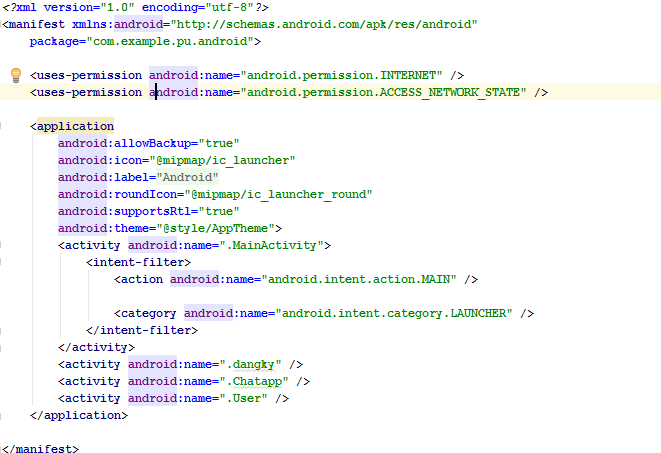 <?xml version="1.0" encoding="utf-8"?>
<manifest xmlns:android="http://schemas.android.com/apk/res/android"
    package="com.example.pu.android">

    <uses-permission android:name="android.permission.INTERNET" />
    <uses-permission android:name="android.permission.ACCESS_NETWORK_STATE" />

    <application
        android:allowBackup="true"
        android:icon="@mipmap/ic_launcher"
        android:label="Android"
        android:roundIcon="@mipmap/ic_launcher_round"
        android:supportsRtl="true"
        android:theme="@style/AppTheme">
        <activity android:name=".MainActivity">
            <intent-filter>
                <action android:name="android.intent.action.MAIN" />

                <category android:name="android.intent.category.LAUNCHER" />
            </intent-filter>
        </activity>
        <activity android:name=".dangky" />
        <activity android:name=".Chatapp" />
        <activity android:name=".User" />
    </application>

</manifest>